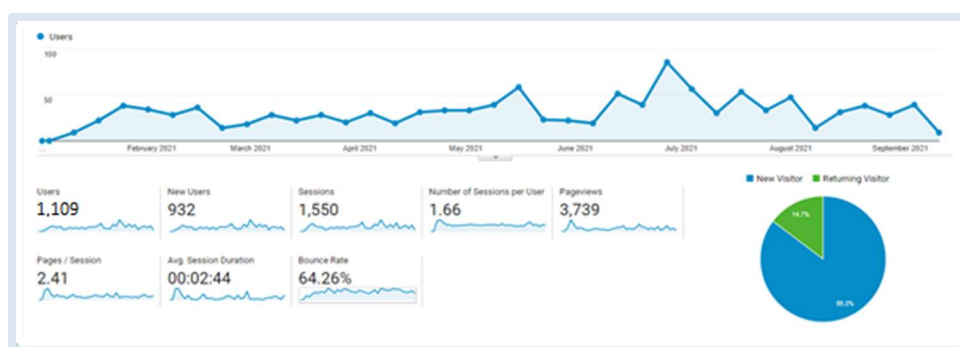 Users
100
50
...
February 2021 March 2021 April 2021 May 2021 June 2021 July 2021 August 2021 September 2021
Users New Users Sessions Number of Sessions per User Pageviews
1,109 932 1,550 1.66 3,739
New Visitor Returning Visitor
14.7%
85.3%
Pages / Session Avg. Session Duration Bounce Rate
2.41 00:02:44 64.26%